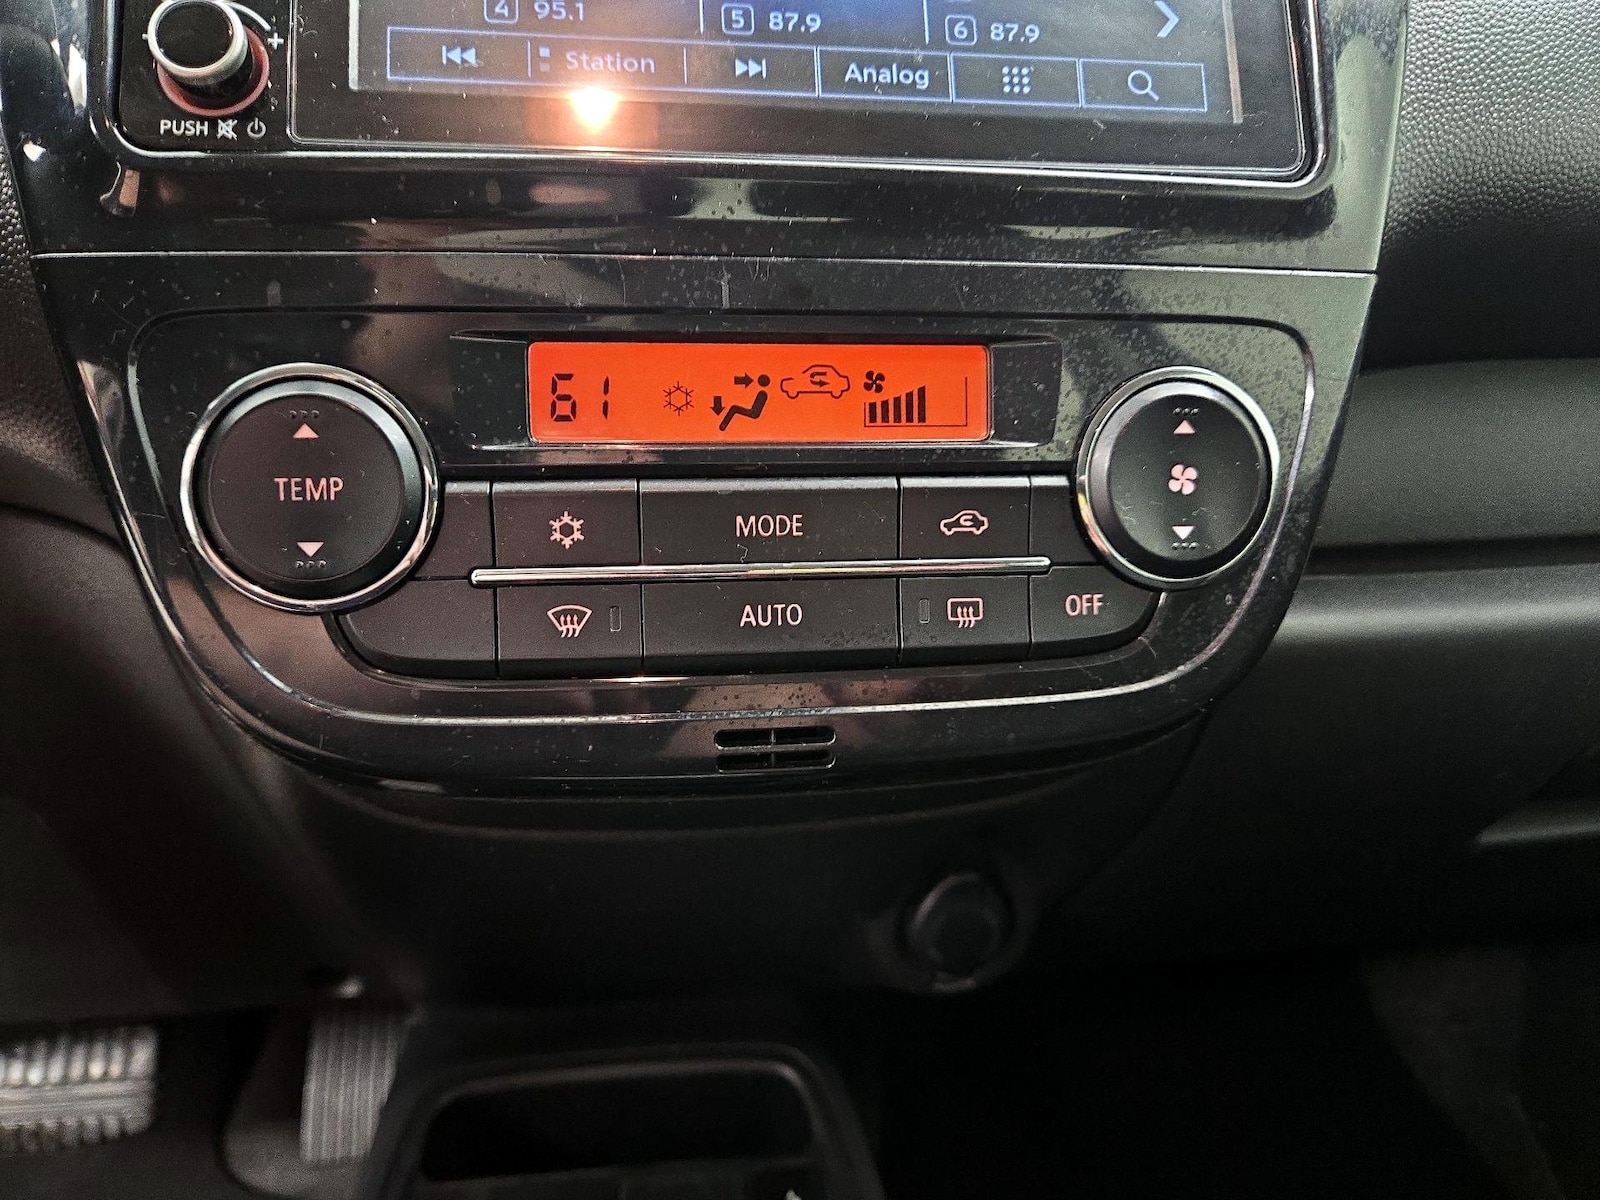 4 95.1
5 87.9
6 87.9
Station
Analog
PUSH
61
TEMP
MODE
AUTO
OFF